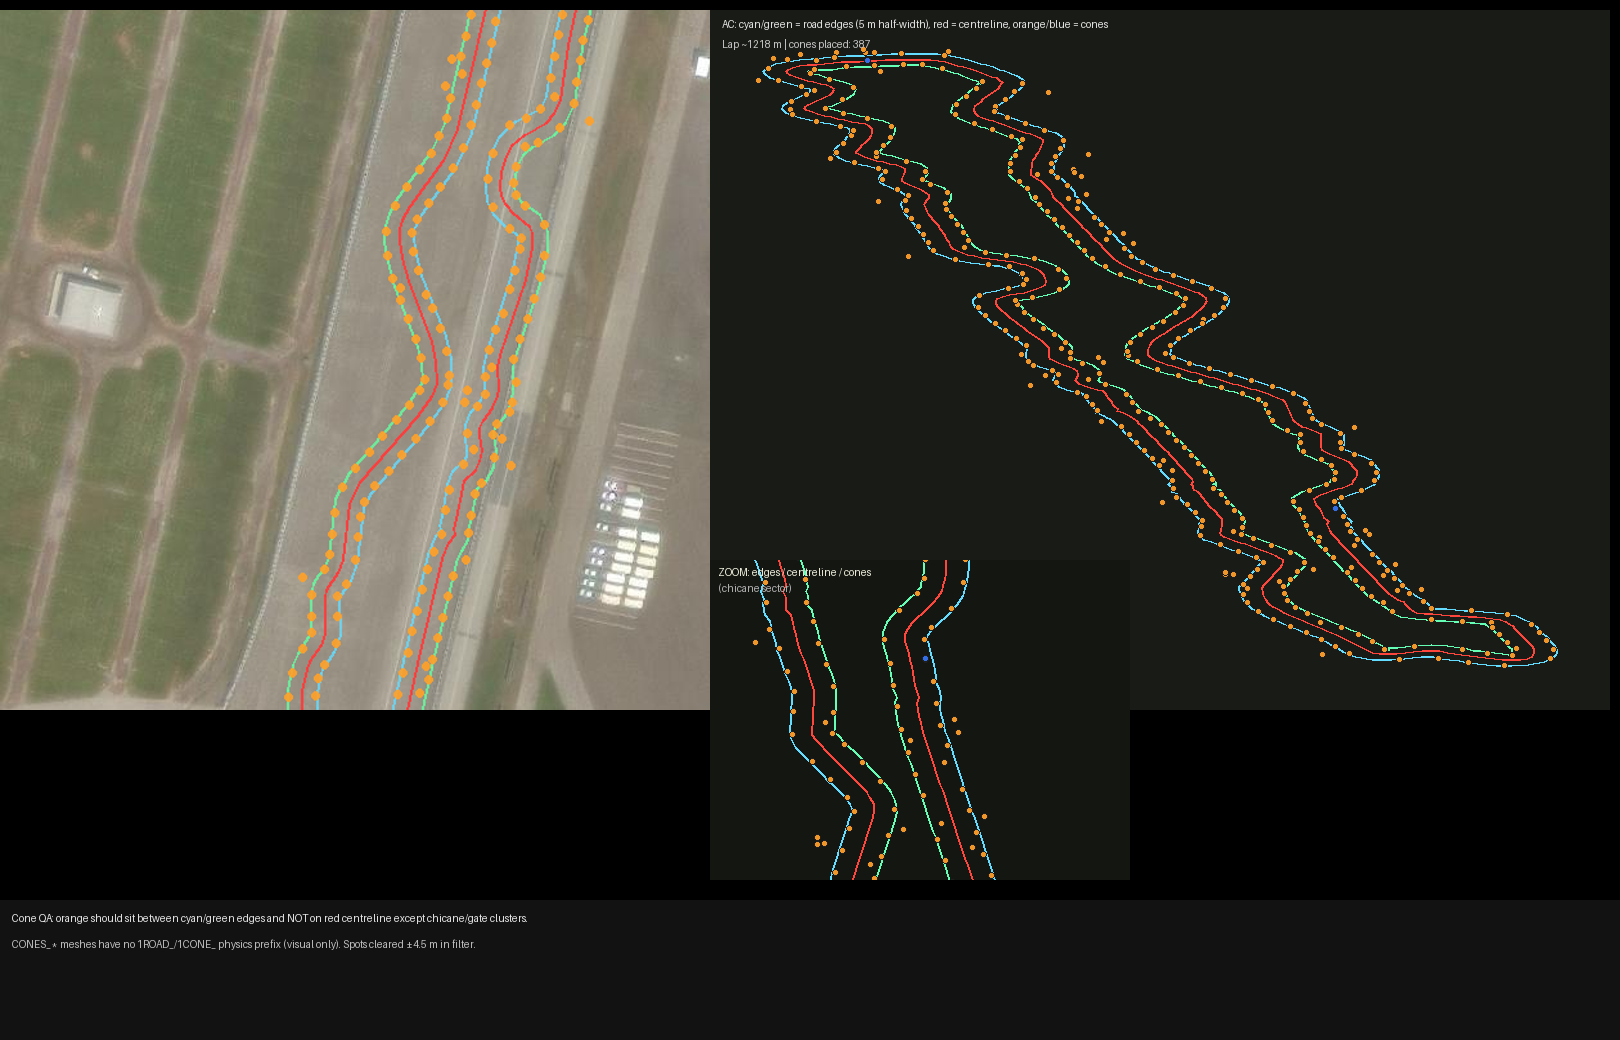 AC: cyan/green = road edges (5 m half-width), red = centreline, orange/blue = cones
Lap ~1218 m | cones placed: 387
ZOOM: edges / centreline / cones
(chicane sector)
Cone QA: orange should sit between cyan/green edges and NOT on red centreline except chicane/gate clusters.
CONES_* meshes have no 1ROAD_/1CONE_ physics prefix (visual only). Spots cleared ±4.5 m in filter.